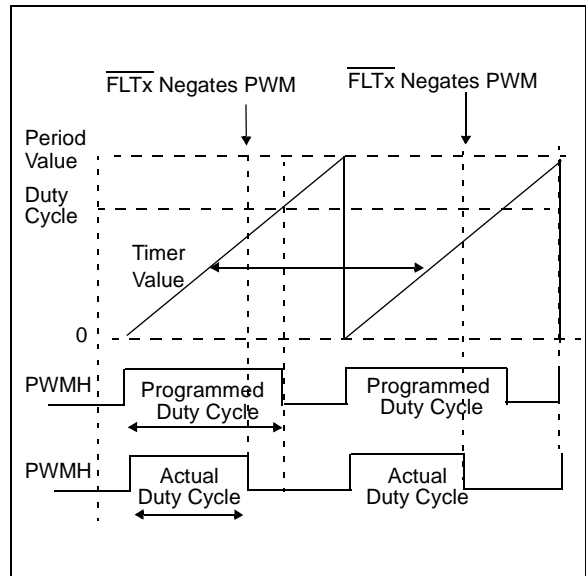 FLTx Negates PWM
FLTx Negates PWM
Period
Value
Duty
Cycle
Timer
Value
0
PWMH
Programmed
Duty Cycle
Programmed
Duty Cycle
PWMH
Actual
Duty Cycle
Actual
Duty Cycle